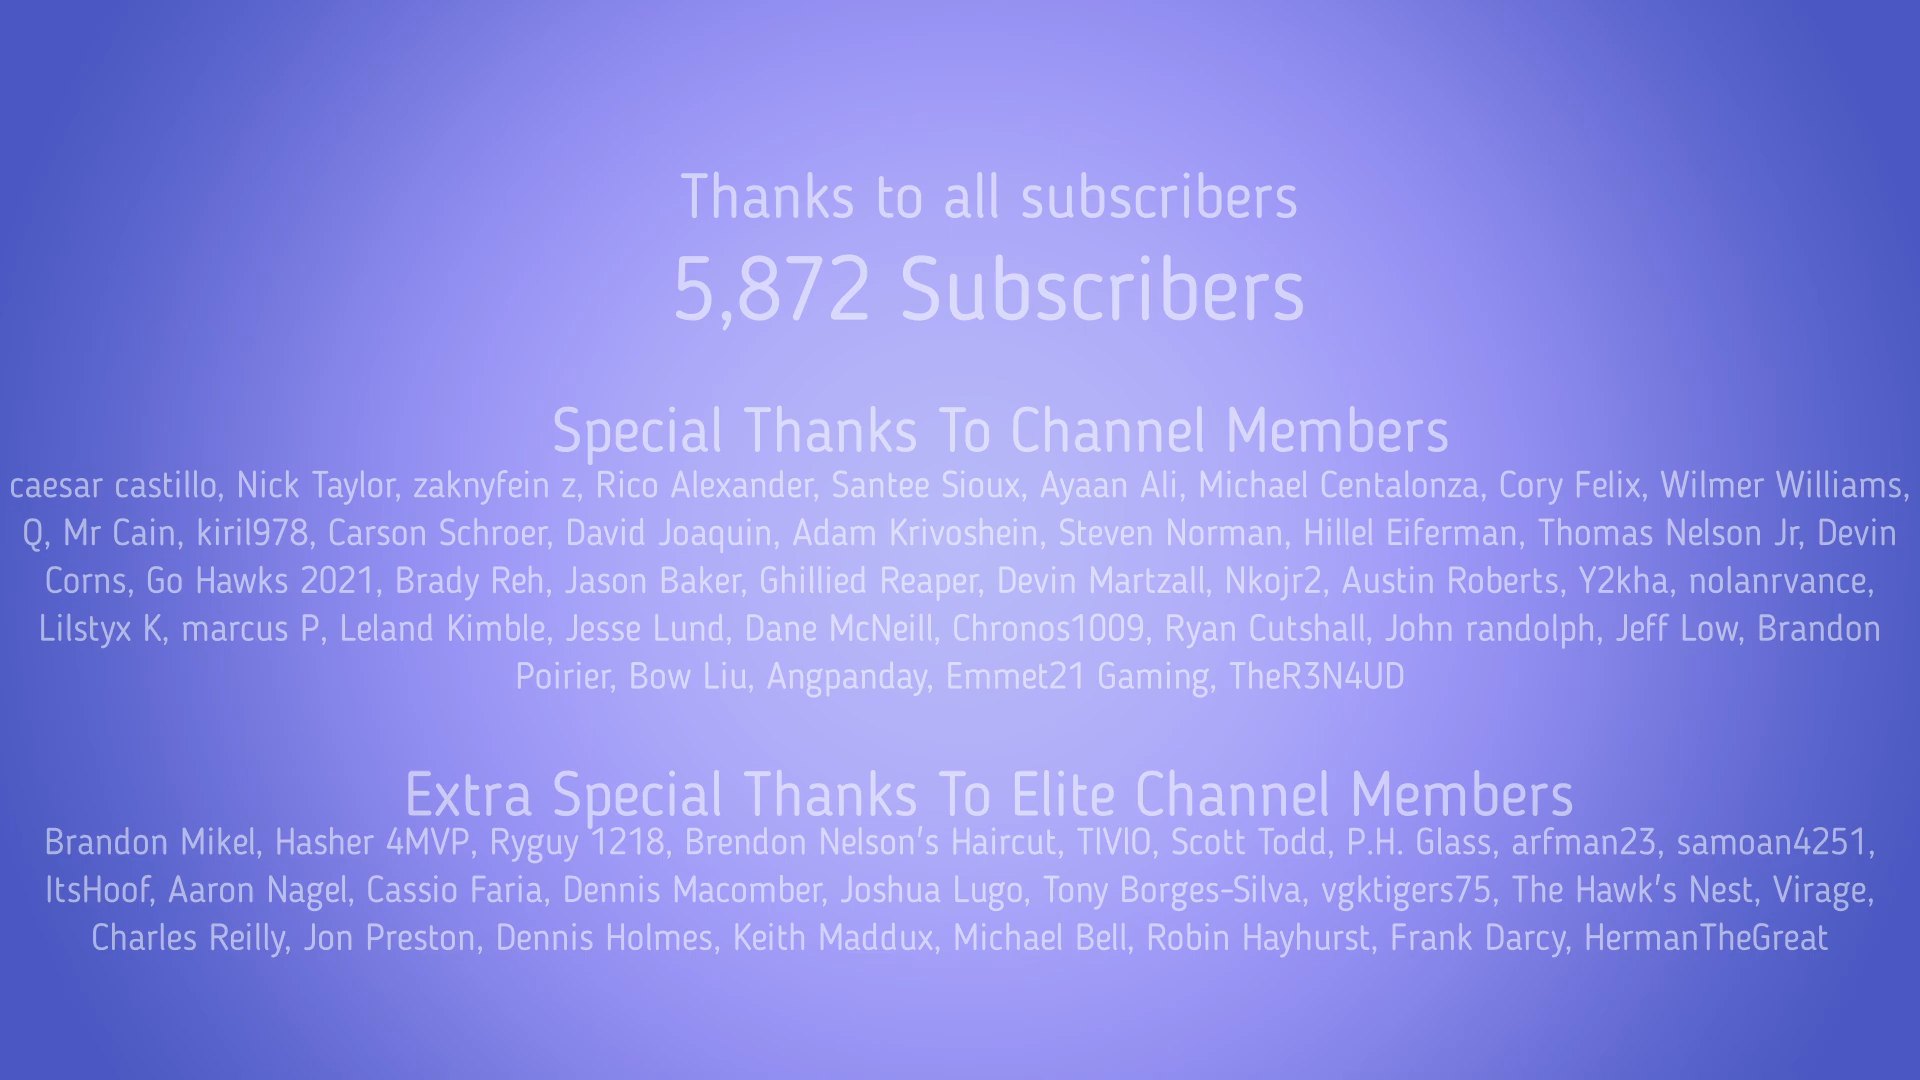 Thanks to all subscribers
5,872 Subscribers
Special Thanks To Channel Members
caesar castillo, Nick Taylor, zaknyfein z, Rico Alexander, Santee Sioux, Ayaan Ali, Michael Centalonza, Cory Felix, Wilmer Williams,
Q, Mr Cain, kiril978, Carson Schroer, David Joaquin, Adam Krivoshein, Steven Norman, Hillel Eiferman, Thomas Nelson Jr, Devin
Corns, Go Hawks 2021, Brady Reh, Jason Baker, Ghillied Reaper, Devin Martzall, Nkojr2, Austin Roberts, Y2kha, nolanrvance,
Lilstyx K, marcus P, Leland Kimble, Jesse Lund, Dane McNeill, Chronos1009, Ryan Cutshall, John randolph, Jeff Low, Brandon
Poirier, Bow Liu, Angpanday, Emmet21 Gaming, TheR3N4UD
Extra Special Thanks To Elite Channel Members
Brandon Mikel, Hasher 4MVP, Ryguy 1218, Brendon Nelson's Haircut, TIVIO, Scott Todd, P.H. Glass, arfman23, samoan4251,
ItsHoof, Aaron Nagel, Cassio Faria, Dennis Macomber, Joshua Lugo, Tony Borges-Silva, vgktigers75, The Hawk's Nest, Virage,
Charles Reilly, Jon Preston, Dennis Holmes, Keith Maddux, Michael Bell, Robin Hayhurst, Frank Darcy, HermanTheGreat